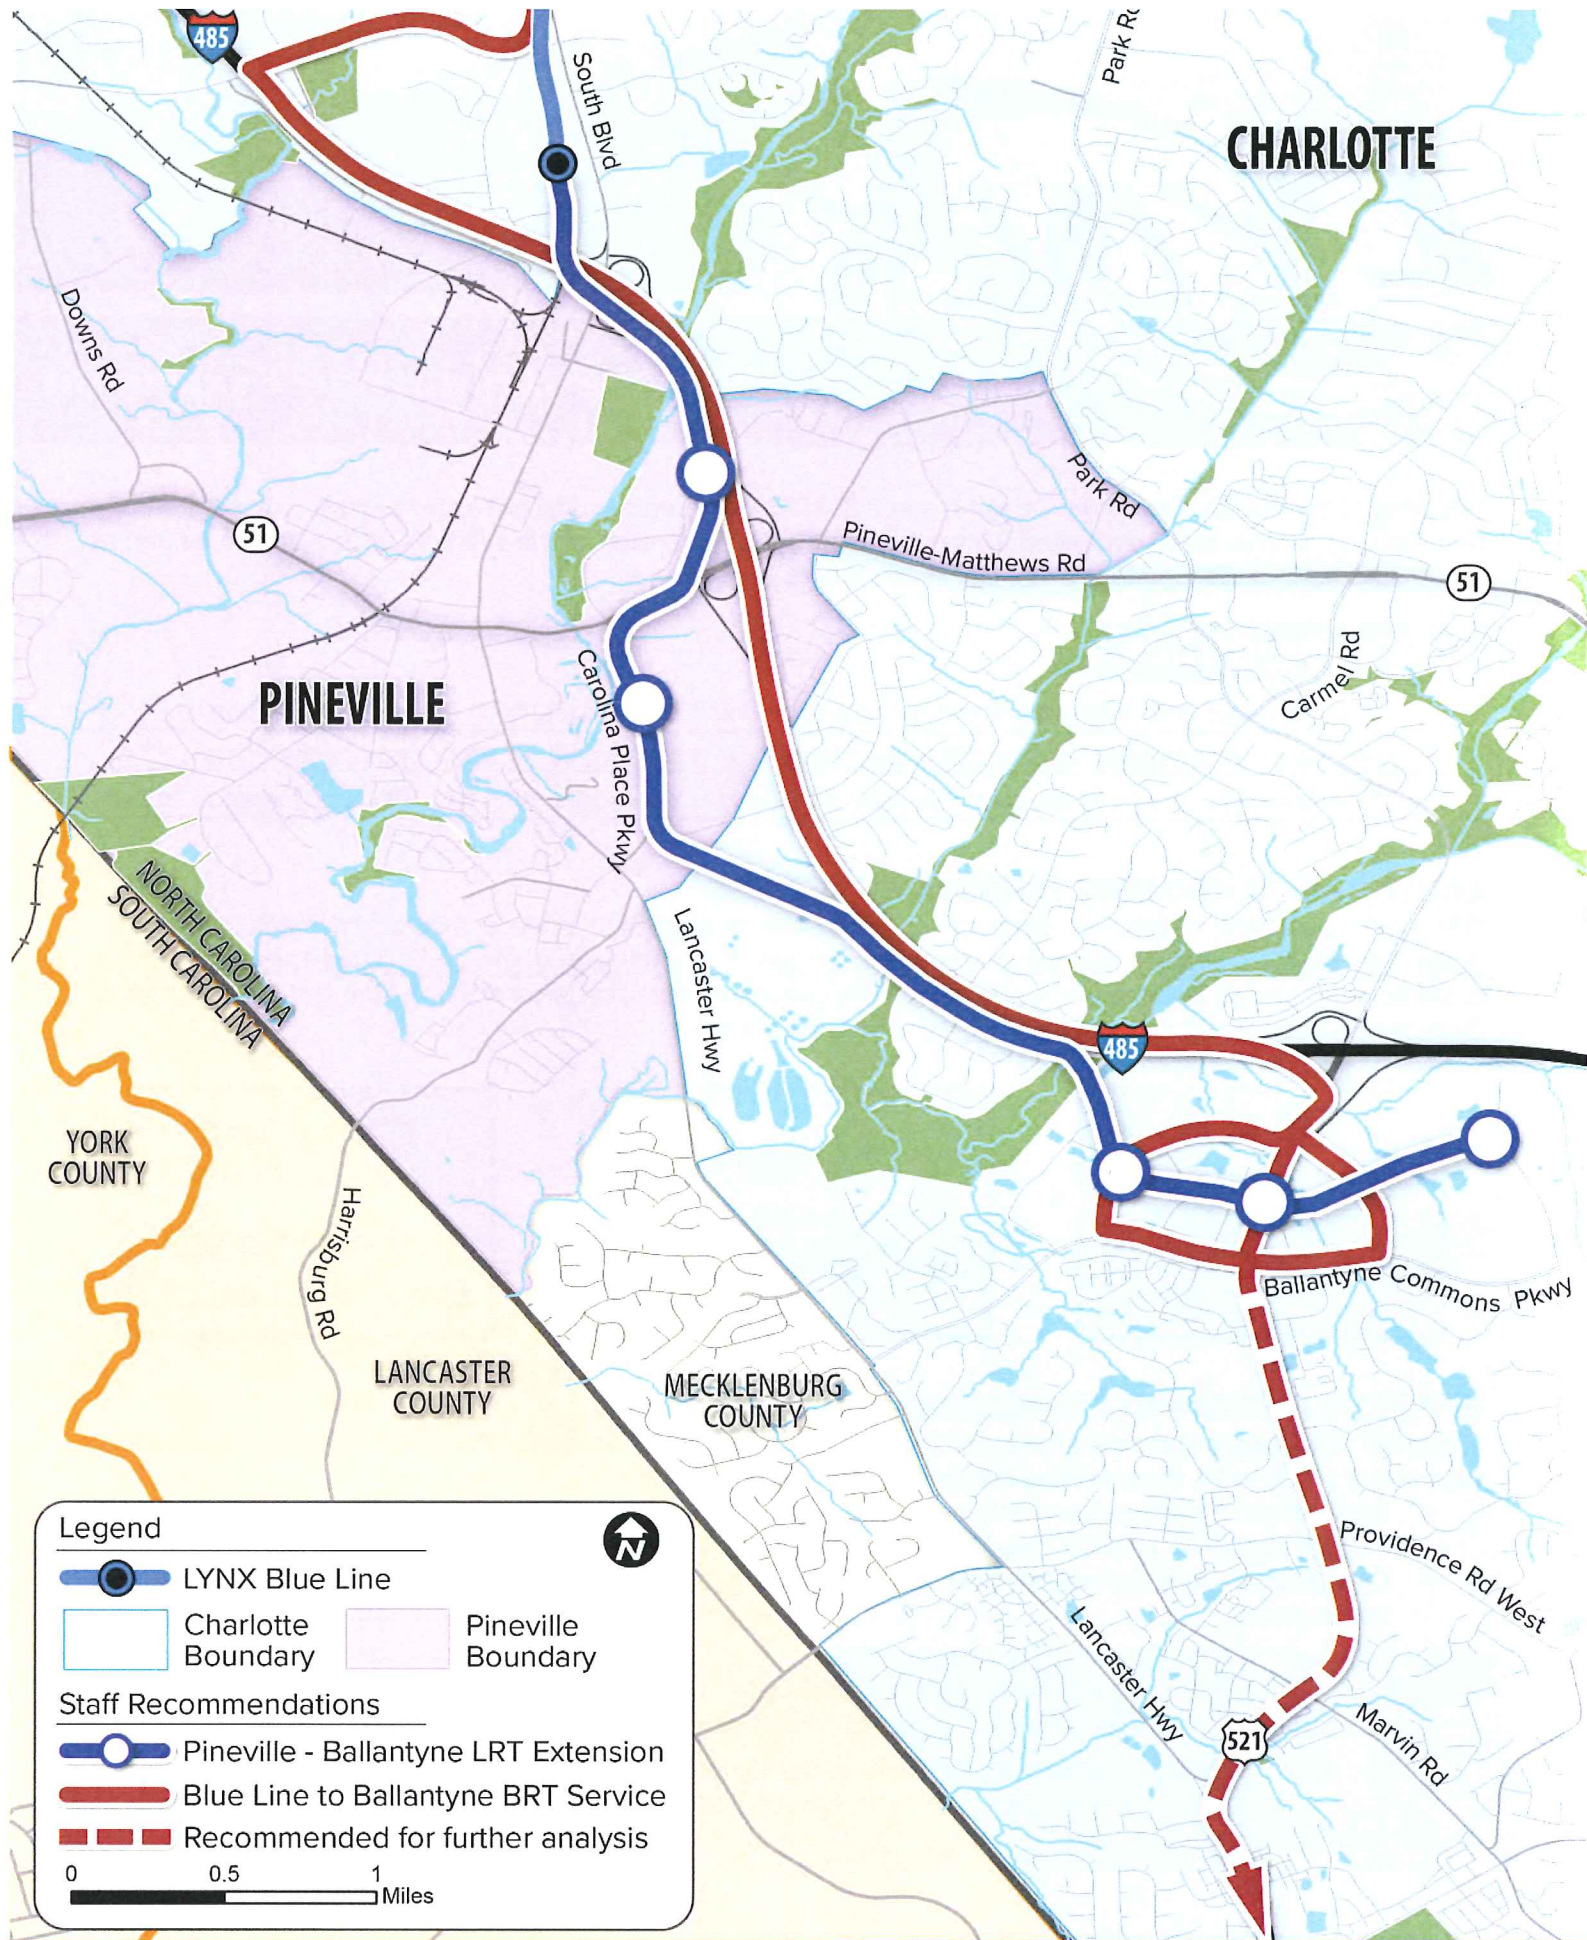 485
South Blvd
Park R
CHARLOTTE
Downs Rd
Park Rd
51
Pineville-Matthews Rd
51
Carmel Rd
PINEVILLE
Carolina Place Pkwy
NORTH CAROLINA
SOUTH CAROLINA
Lancaster Hwy
485
YORK
COUNTY
Harrisburg Rd
Ballantyne Commons Pkwy
LANCASTER
COUNTY
MECKLENBURG
COUNTY
Providence Rd West
Lancaster Hwy
Marvin Rd
521
Legend
N
LYNX Blue Line
Charlotte
Boundary
Pineville
Boundary
Staff Recommendations
Pineville - Ballantyne LRT Extension
Blue Line to Ballantyne BRT Service
Recommended for further analysis
0 0.5 1
Miles